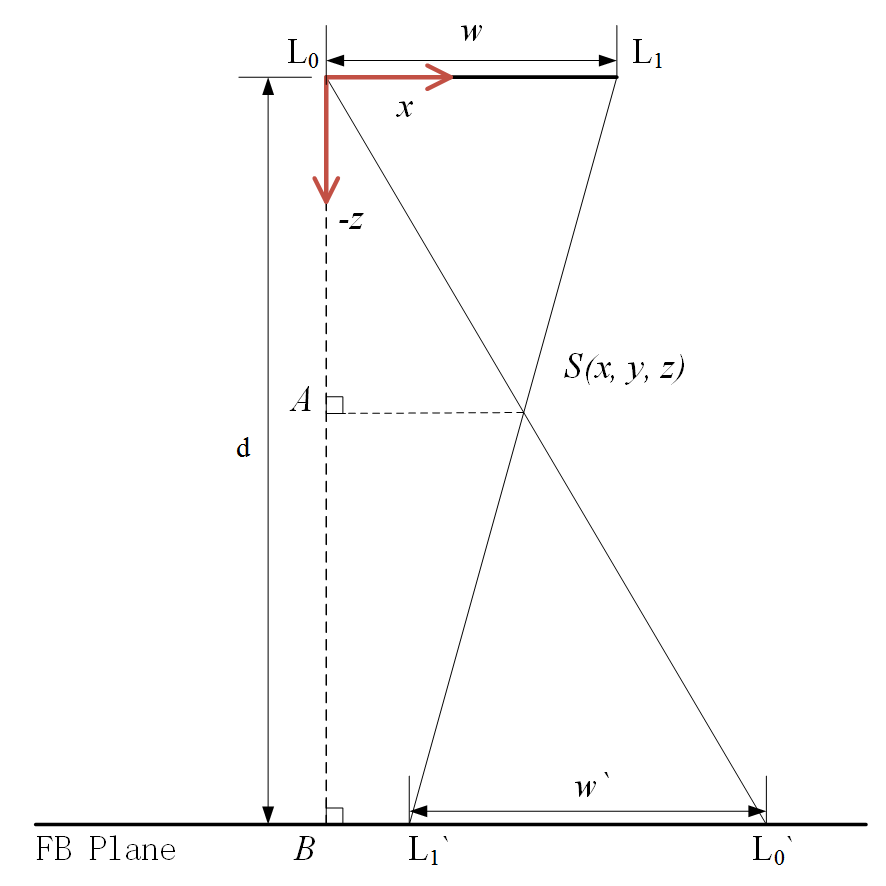 w
L₀
L₁
x
-z
S(x, y, z)
A
d
w`
FB Plane
B
L₁`
L₀`